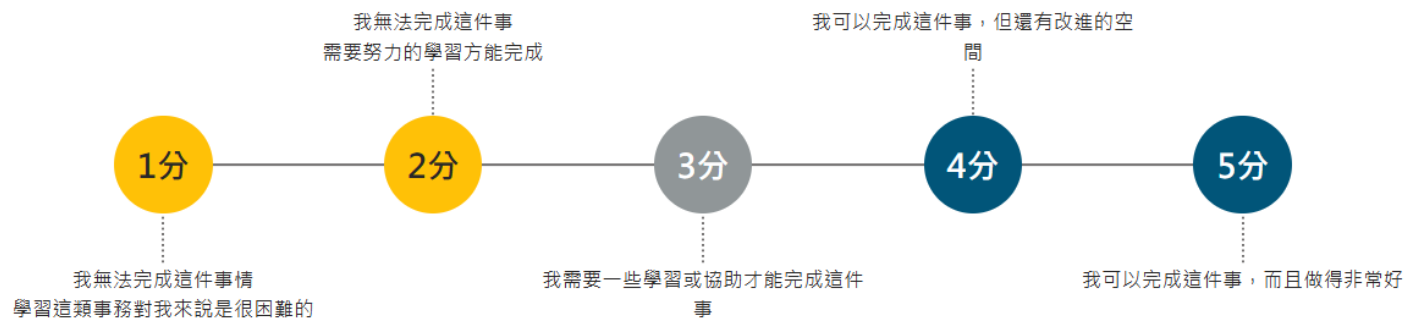 我無法完成這件事
需要努力的學習方能完成
我可以完成這件事，但還有改進的空
間
1分
2分
3分
4分
5分
我無法完成這件事情
學習這類事務對我來說是很困難的
我需要一些學習或協助才能完成這件
事
我可以完成這件事，而且做得非常好